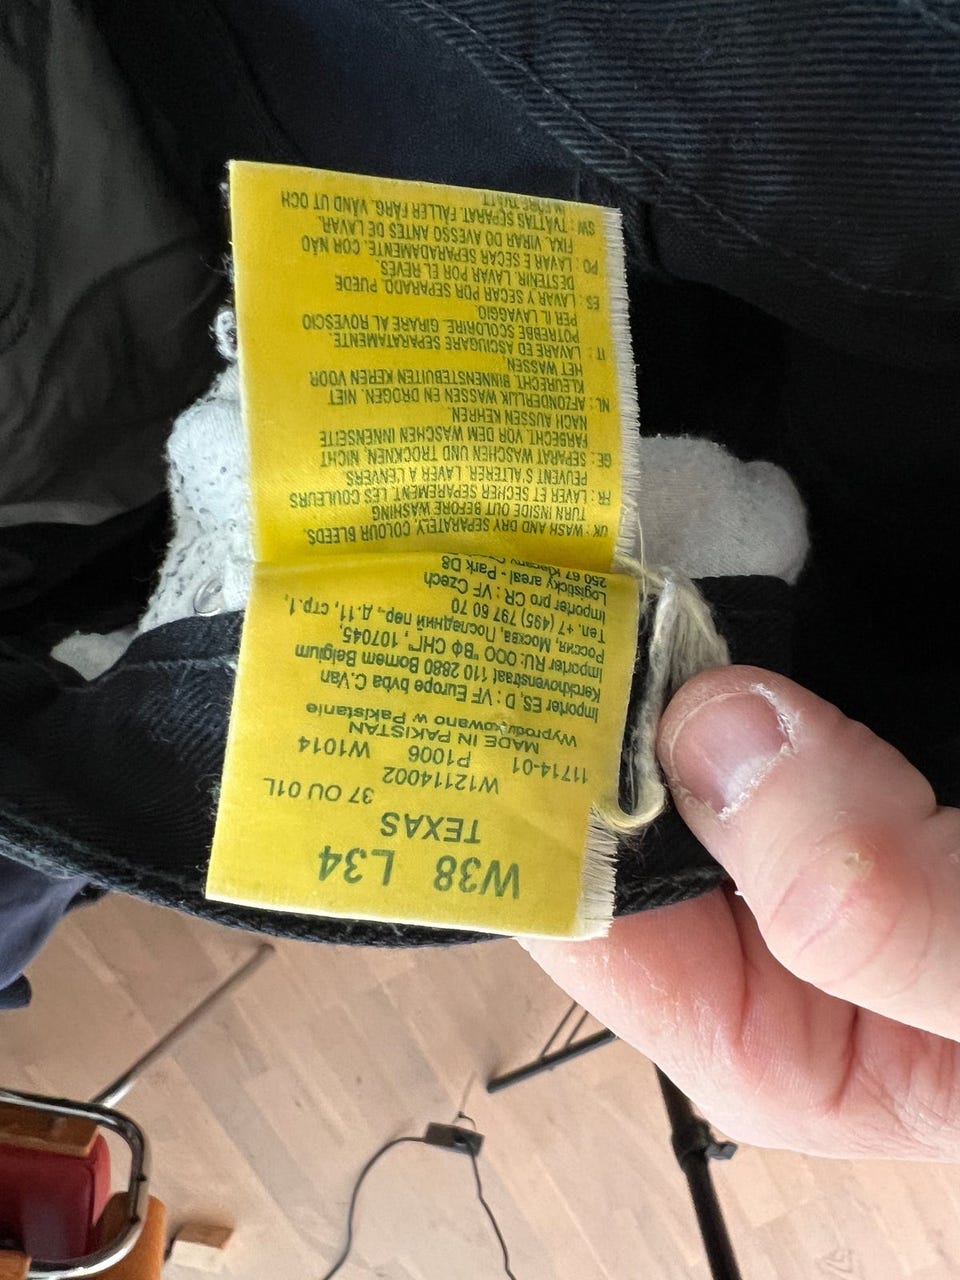 W38 L34
TEXAS
37 OU 01L
W12114002
11714-01 P1006 W1014
MADE IN PAKISTAN
Wyprodukowano w Pakistanie
Importer ES, D : VF Europe bvba C.Van
Kerckhovenstraat 110 2880 Bornem Belgium
Importer RU: ООО "ВФ СНГ", 107045,
Россия, Москва, Последний пер., д.11, стр.1,
Тел. +7 (495) 797 60 70
Importer pro CR : VF Czech
Logisticky areal - Park D8
250 67 Klecany
UK : WASH AND DRY SEPARATELY, COLOUR BLEEDS.
TURN INSIDE OUT BEFORE WASHING
FR : LAVER ET SECHER SEPAREMENT. LES COULEURS
PEUVENT S'ALTERER. LAVER A L'ENVERS
GE : SEPARAT WASCHEN UND TROCKNEN. NICHT
FARBECHT. VOR DEM WASCHEN INNENSEITE
NACH AUSSEN KEHREN.
NL : AFZONDERLIJK WASSEN EN DROGEN. NIET
KLEURECHT. BINNENSTEBUITEN KEREN VOOR
HET WASSEN.
IT : LAVARE ED ASCIUGARE SEPARATAMENTE.
POTREBBE SCOLORIRE. GIRARE AL ROVESCIO
PER IL LAVAGGIO.
ES : LAVAR Y SECAR POR SEPARADO. PUEDE
DESTENIR. LAVAR POR EL REVÉS.
PO : LAVAR E SECAR SEPARADAMENTE. COR NÃO
FIXA. VIRAR DO AVESSO ANTES DE LAVAR.
SW : TVÄTTAS SEPARAT. FÄLLER FÄRG. VÄND UT OCH